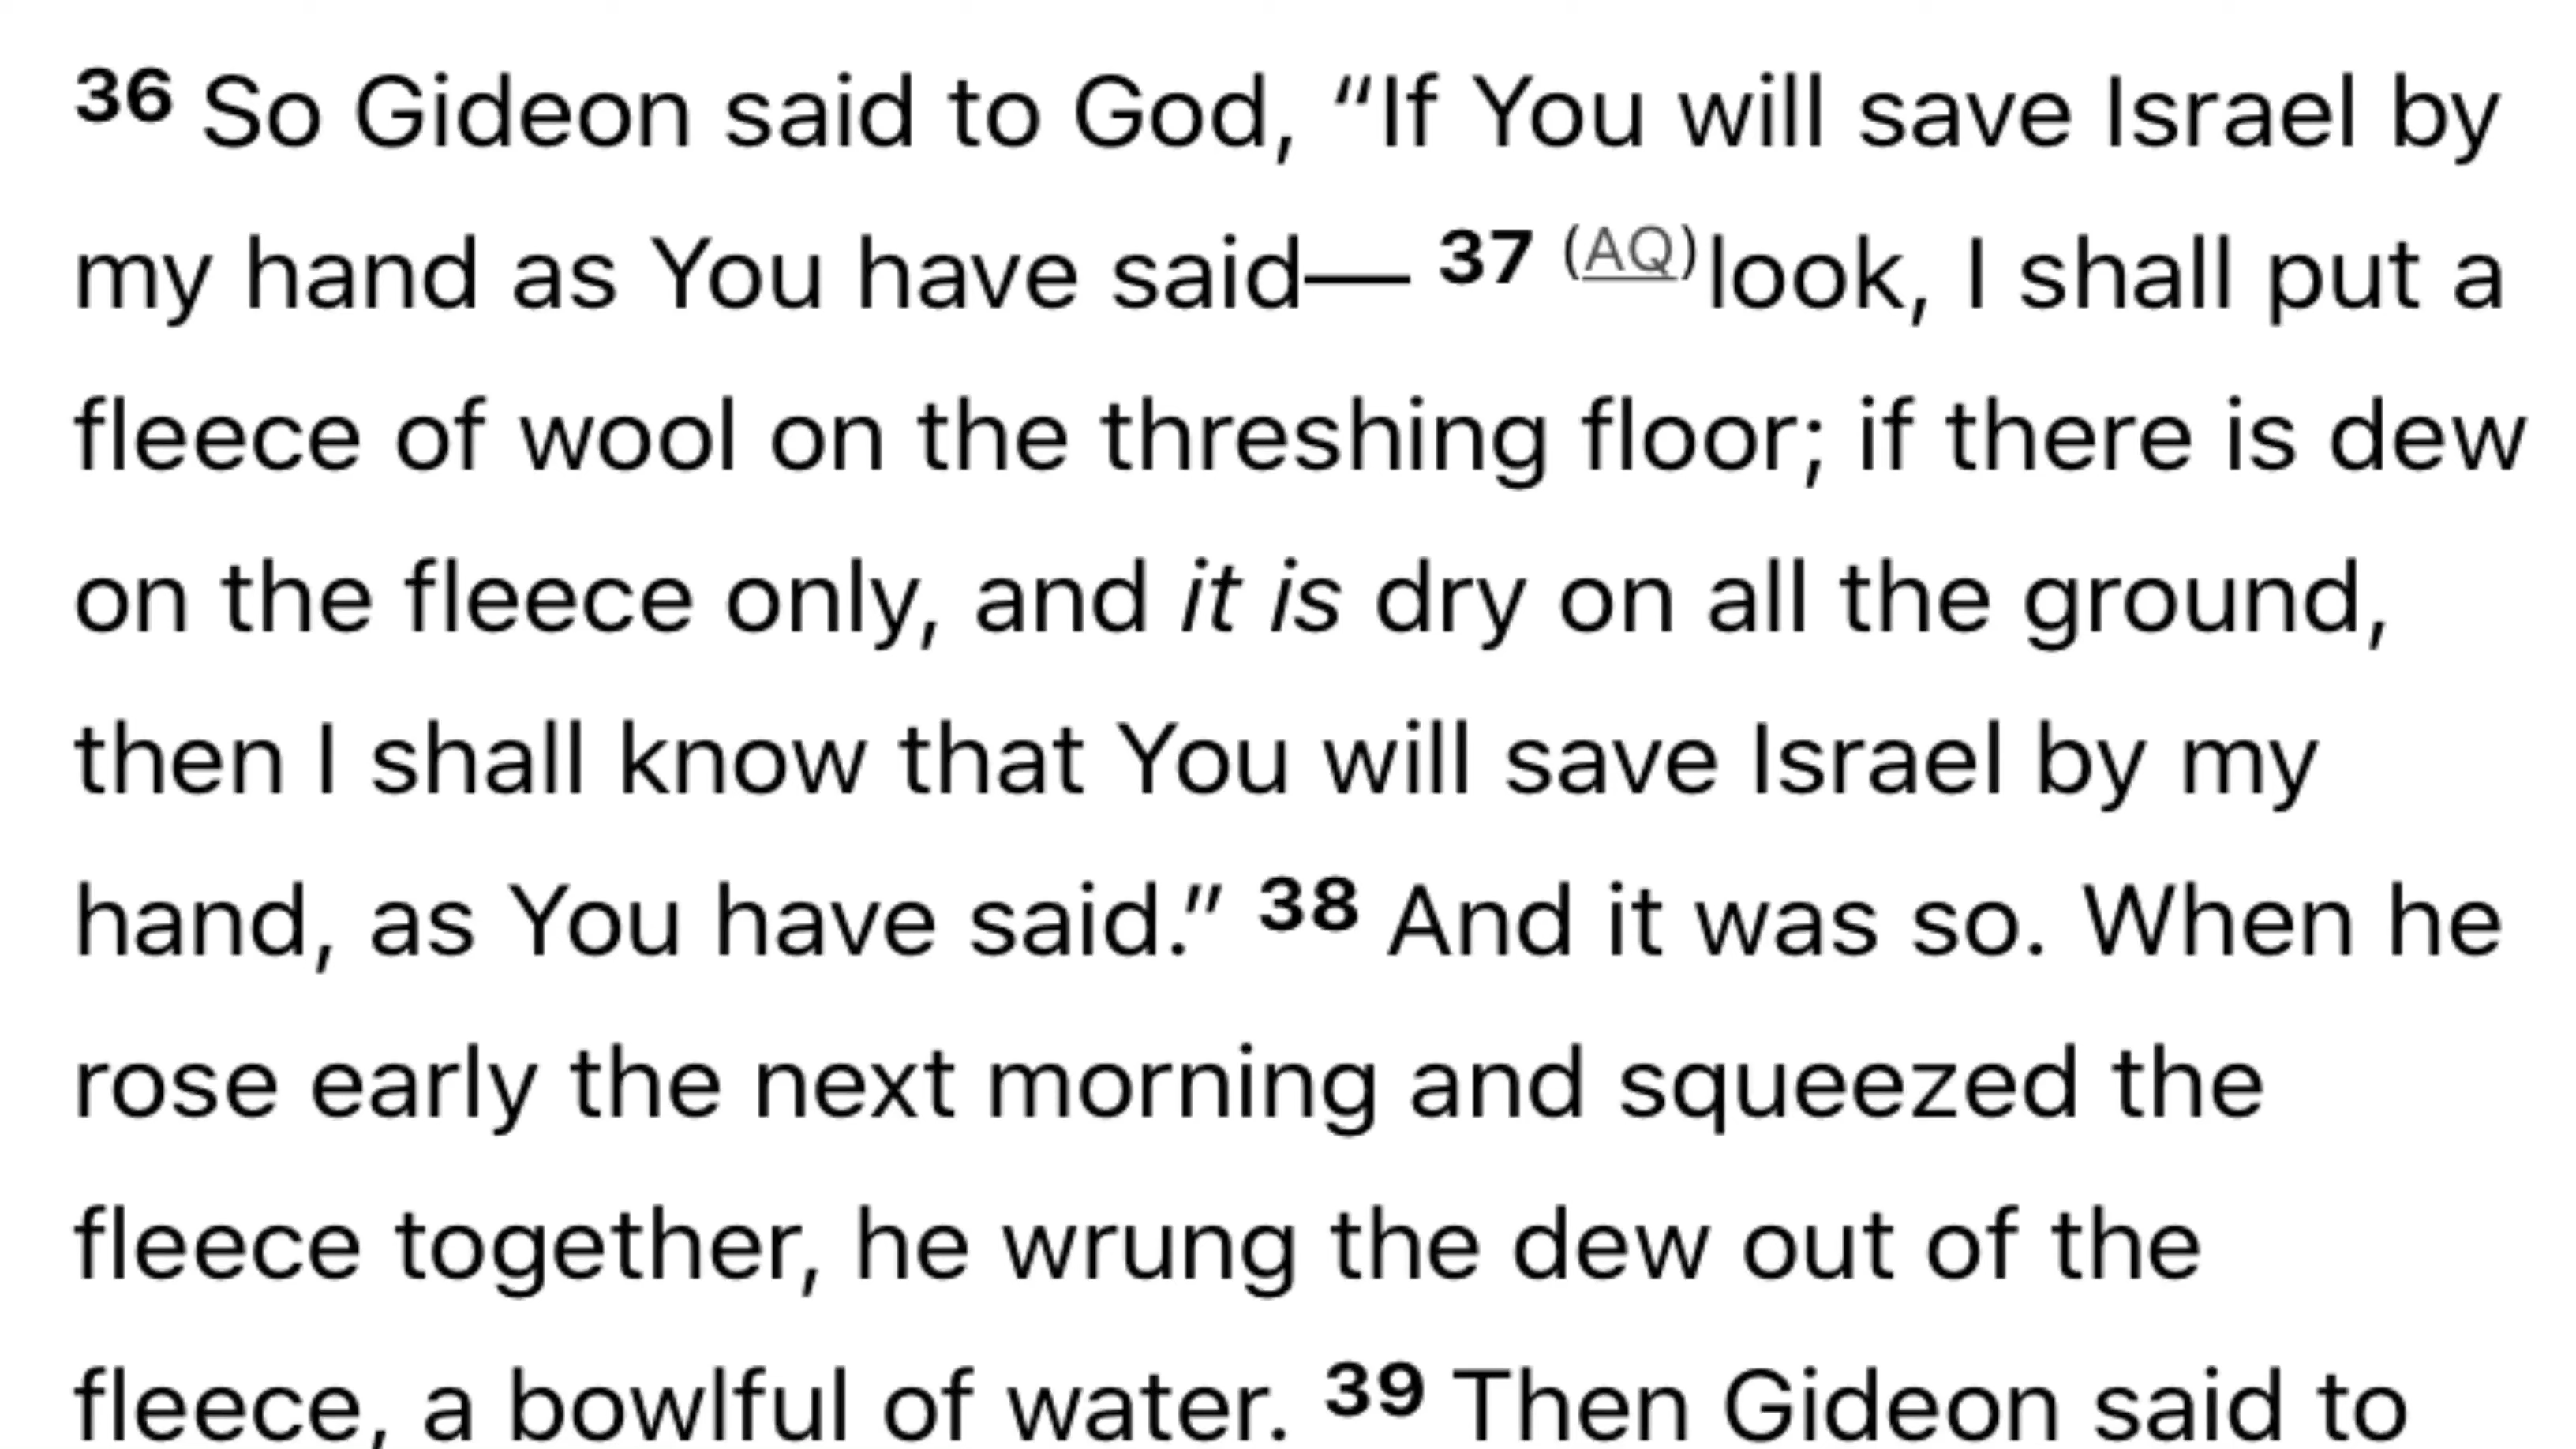 36 So Gideon said to God, “If You will save Israel by
my hand as You have said— 37 (AQ)look, I shall put a
fleece of wool on the threshing floor; if there is dew
on the fleece only, and it is dry on all the ground,
then I shall know that You will save Israel by my
hand, as You have said.” 38 And it was so. When he
rose early the next morning and squeezed the
fleece together, he wrung the dew out of the
fleece, a bowlful of water. 39 Then Gideon said to